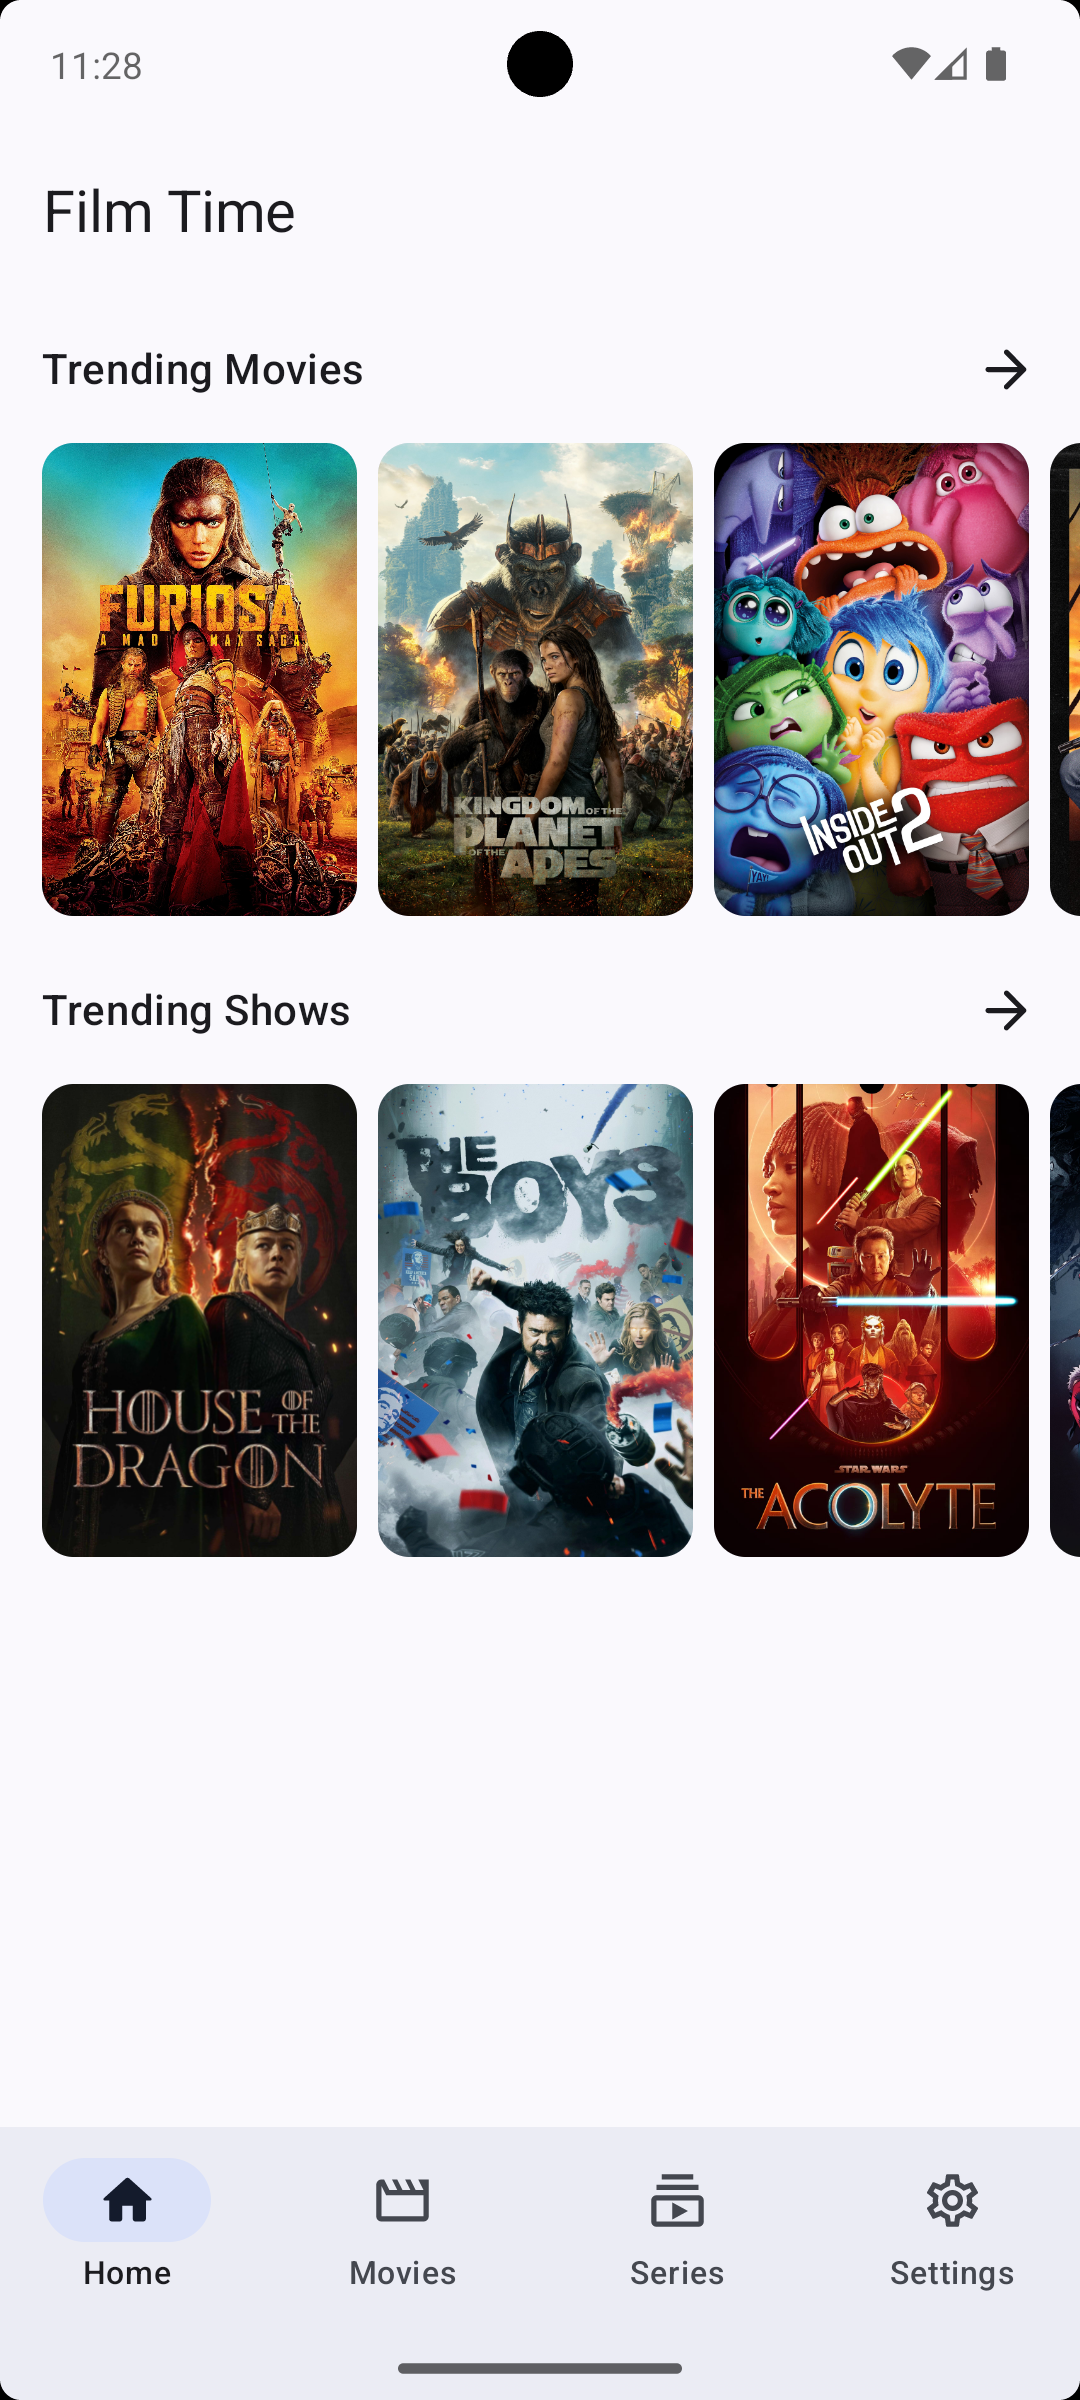 11:28
Film Time
Trending Movies
FURIOSA
A MAD MAX SAGA
KINGDOM OF THE
PLANET
OF THE APES
INSIDE
OUT 2
YAY!
Trending Shows
HOUSE OF THE
DRAGON
THE
BOYS
STAR WARS
THE ACOLYTE
Home
Movies
Series
Settings